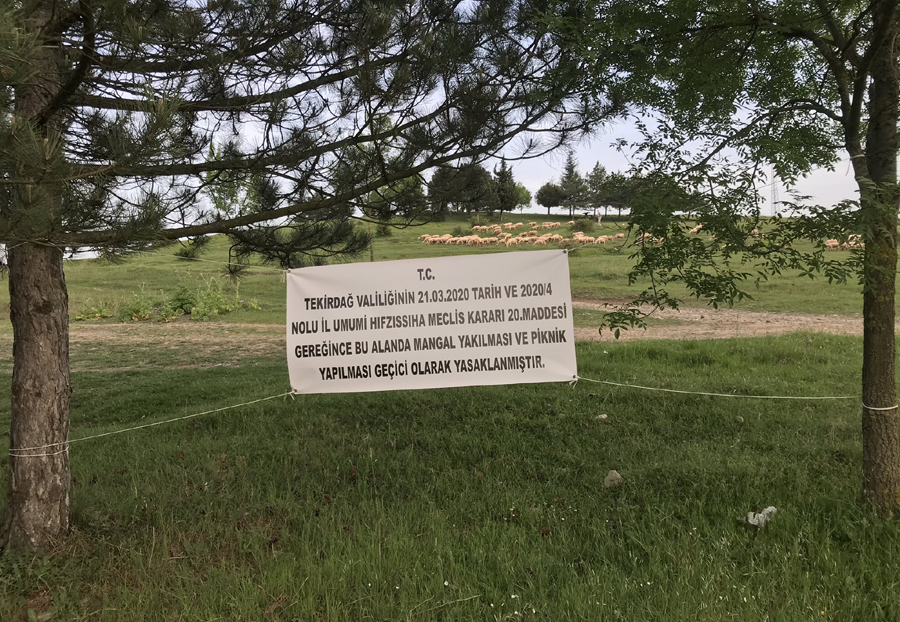 T.C.
TEKİRDAĞ VALİLİĞİNİN 21.03.2020 TARİH VE 2020/4
NOLU İL UMUMİ HIFZISSIHA MECLİS KARARI 20.MADDESİ
GEREĞİNCE BU ALANDA MANGAL YAKILMASI VE PİKNİK
YAPILMASI GEÇİCİ OLARAK YASAKLANMIŞTIR.